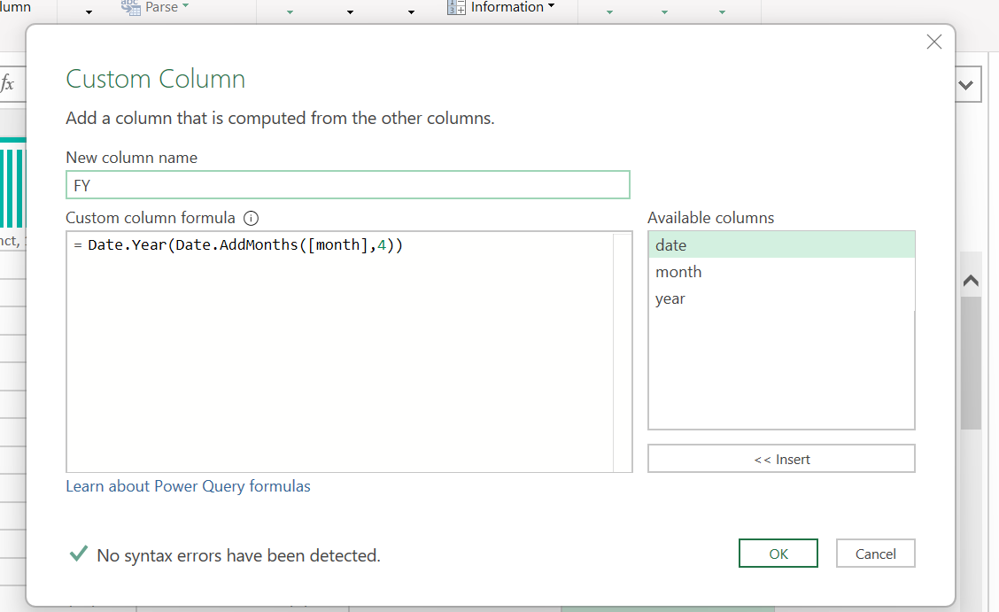 lumn
Parse
Information
fx
Custom Column
Add a column that is computed from the other columns.
New column name
FY
Custom column formula
Available columns
= Date.Year(Date.AddMonths([month],4))
date
month
year
<< Insert
Learn about Power Query formulas
No syntax errors have been detected.
OK
Cancel